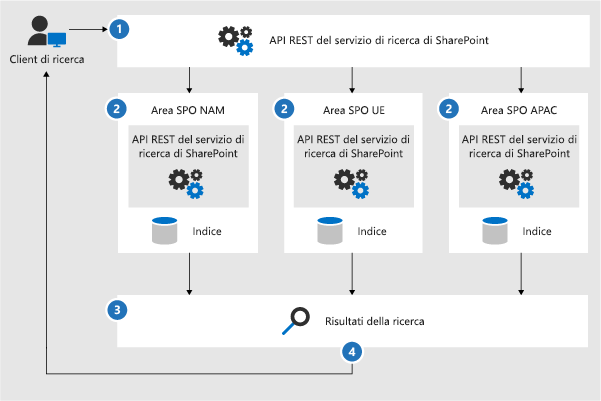 1
API REST del servizio di ricerca di SharePoint
Client di ricerca
2
Area SPO NAM
API REST del servizio di
ricerca di SharePoint
Indice
2
Area SPO UE
API REST del servizio di
ricerca di SharePoint
Indice
2
Area SPO APAC
API REST del servizio di
ricerca di SharePoint
Indice
3
Risultati della ricerca
4